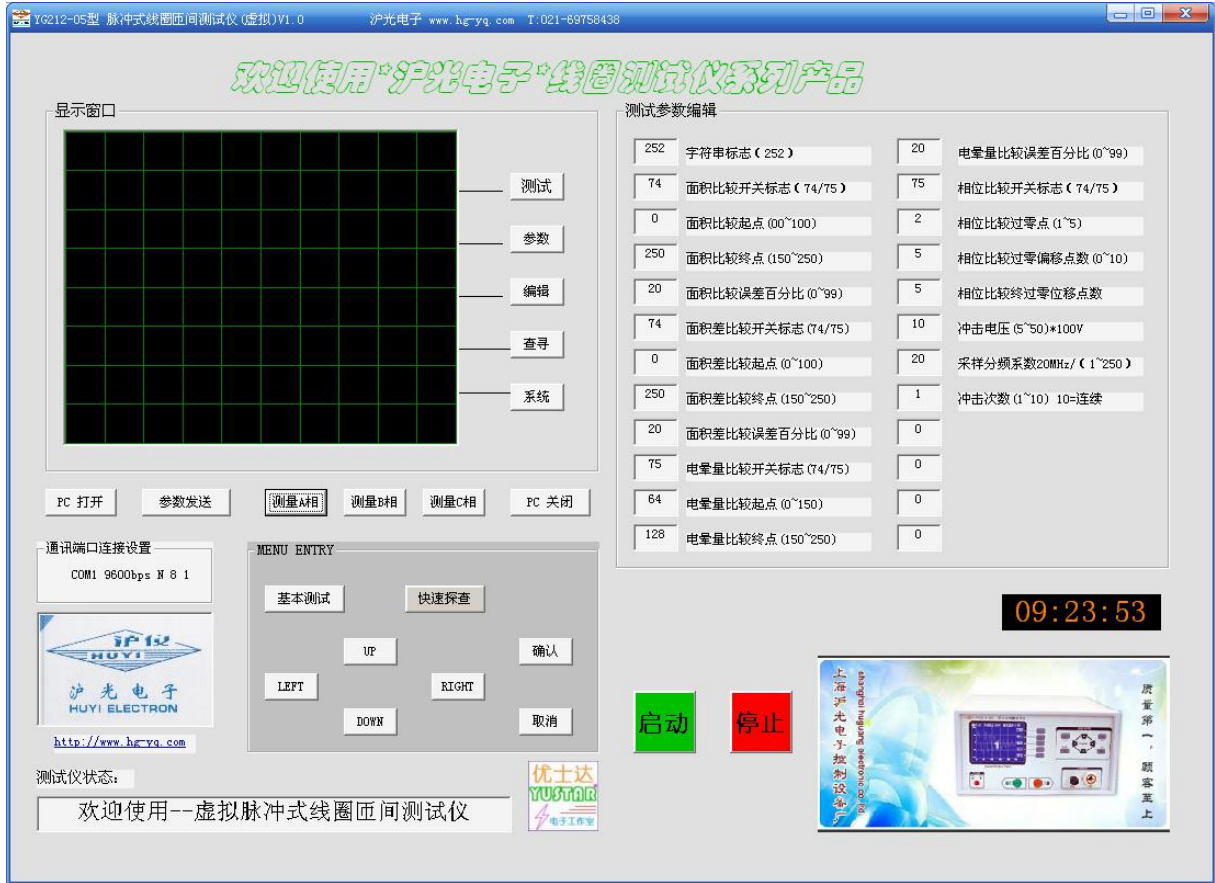 YG212-05型 脉冲式线圈匝间测试仪(虚拟)V1.0 沪光电子 www.hg-yq.com T:021-69758438
欢迎使用*沪光电子*线圈测试仪系列产品
显示窗口
测试
参数
编辑
查寻
系统
测试参数编辑
252 字符串标志(252)
74 面积比较开关标志(74/75)
0 面积比较起点(00~100)
250 面积比较终点(150~250)
20 面积比较误差百分比(0~99)
74 面积差比较开关标志(74/75)
0 面积差比较起点(0~100)
250 面积差比较终点(150~250)
20 面积差比较误差百分比(0~99)
75 电晕量比较开关标志(74/75)
64 电晕量比较起点(0~150)
128 电晕量比较终点(150~250)
20 电晕量比较误差百分比(0~99)
75 相位比较开关标志(74/75)
2 相位比较过零点(1~5)
5 相位比较过零偏移点数(0~10)
5 相位比较终过零位移点数
10 冲击电压(5~50)*100V
20 采样分频系数20MHz/(1~250)
1 冲击次数(1~10) 10=连续
0
0
0
0
PC 打开
参数发送
测量A相
测量B相
测量C相
PC 关闭
通讯端口连接设置
COM1 9600bps N 8 1
MENU ENTRY
基本测试
快速探查
UP
确认
LEFT
RIGHT
DOWN
取消
沪仪
HUYI
沪光电子
HUYI ELECTRON
http://www.hg-yq.com
测试仪状态:
欢迎使用--虚拟脉冲式线圈匝间测试仪
优士达
YUSTAR
电子工作室
09:23:53
启动
停止
上海沪光电子控制设备厂
质量第一，顾客至上